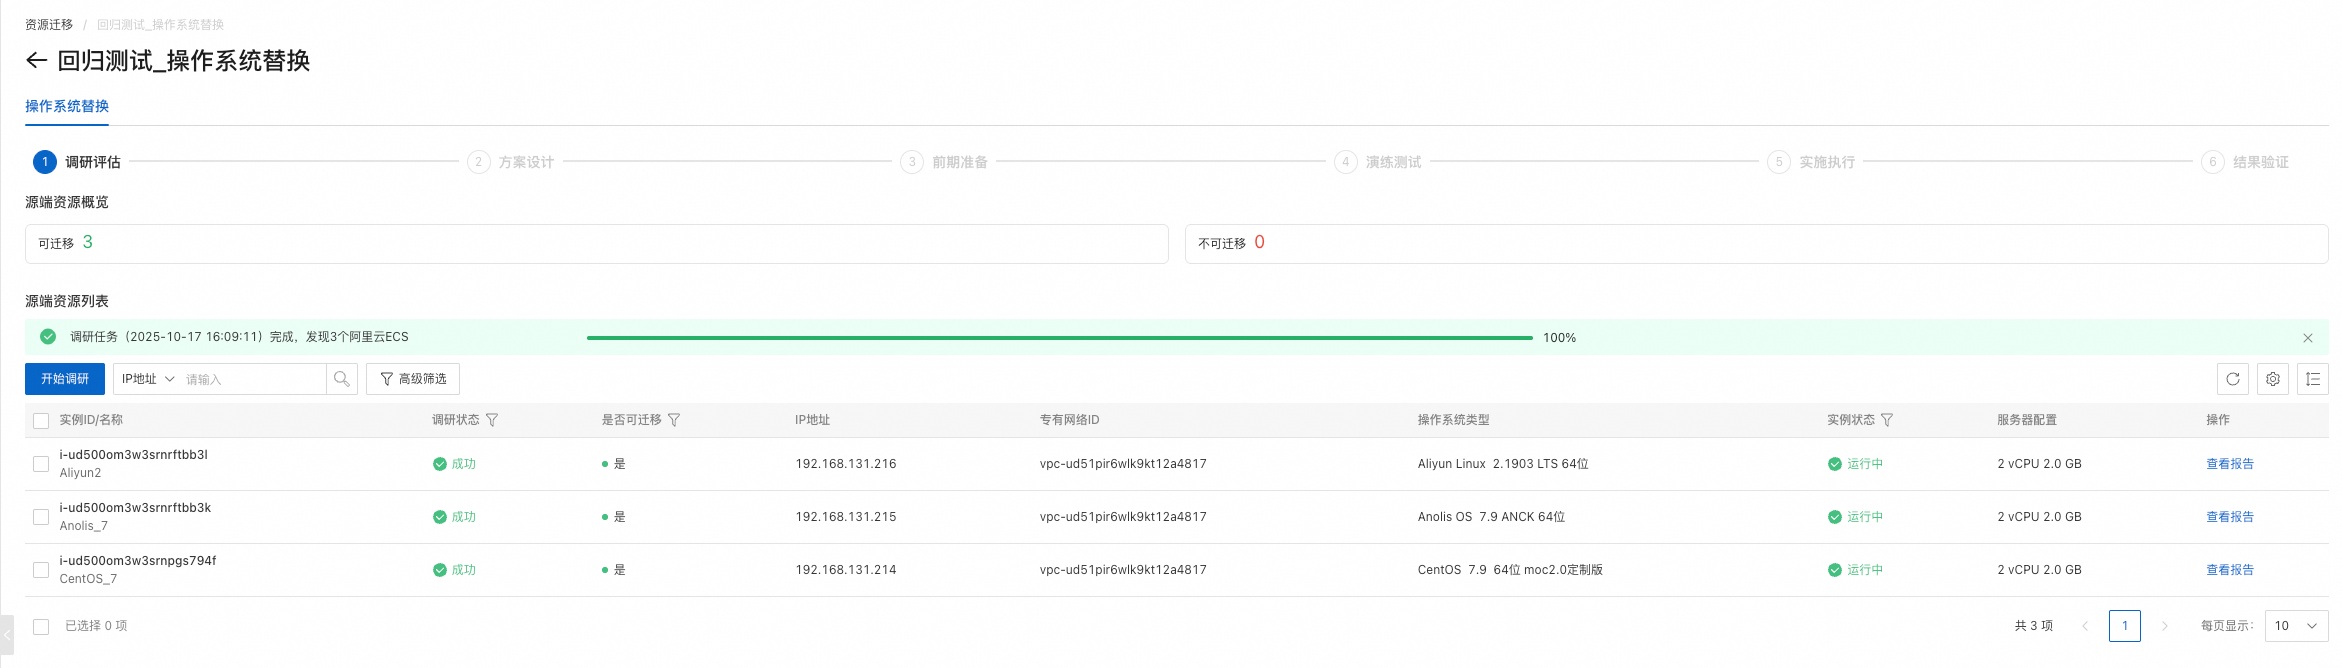 资源迁移 / 回归测试_操作系统替换
← 回归测试_操作系统替换
操作系统替换
1 调研评估 2 方案设计 3 前期准备 4 演练测试 5 实施执行 6 结果验证
源端资源概览
可迁移 3 不可迁移 0
源端资源列表
调研任务（2025-10-17 16:09:11）完成，发现3个阿里云ECS 100%
开始调研 IP地址 请输入 高级筛选
实例ID/名称 调研状态 是否可迁移 IP地址 专有网络ID 操作系统类型 实例状态 服务器配置 操作
i-ud500om3w3srnrftbb3l
Aliyun2 成功 是 192.168.131.216 vpc-ud51pir6wlk9kt12a4817 Aliyun Linux 2.1903 LTS 64位 运行中 2 vCPU 2.0 GB 查看报告
i-ud500om3w3srnrftbb3k
Anolis_7 成功 是 192.168.131.215 vpc-ud51pir6wlk9kt12a4817 Anolis OS 7.9 ANCK 64位 运行中 2 vCPU 2.0 GB 查看报告
i-ud500om3w3srnpgs794f
CentOS_7 成功 是 192.168.131.214 vpc-ud51pir6wlk9kt12a4817 CentOS 7.9 64位 moc2.0定制版 运行中 2 vCPU 2.0 GB 查看报告
已选择 0 项 共 3 项 1 每页显示： 10